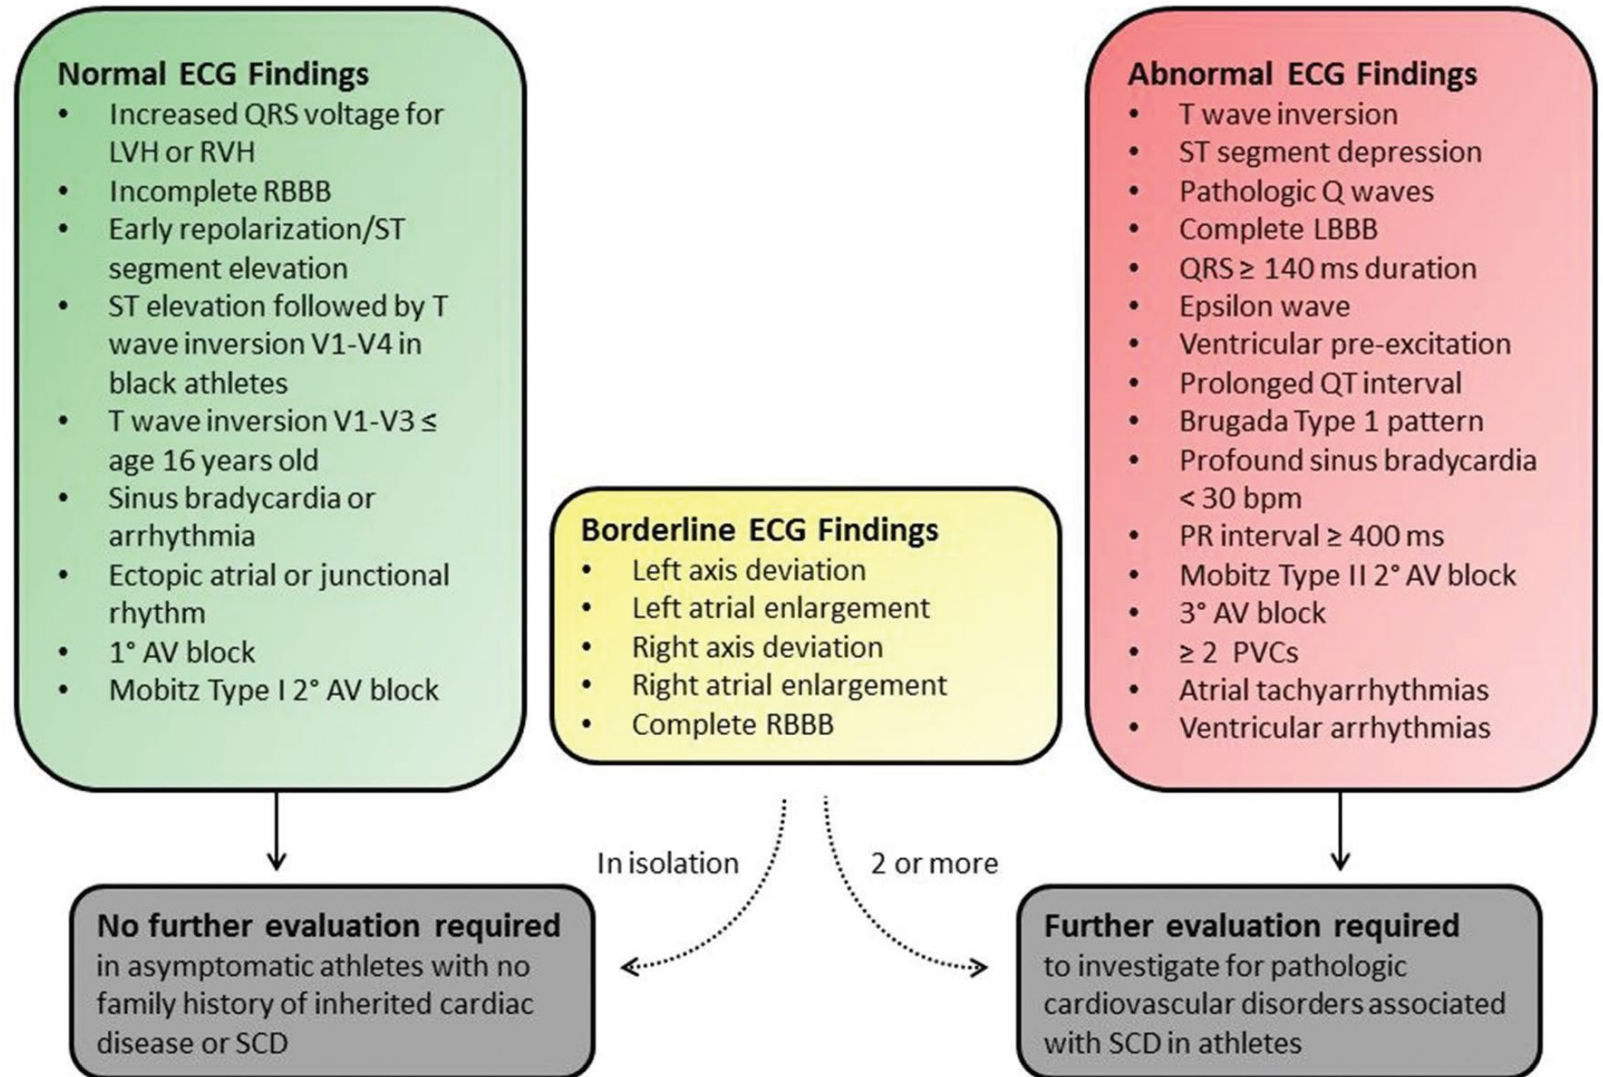 Normal ECG Findings
• Increased QRS voltage for
LVH or RVH
• Incomplete RBBB
• Early repolarization/ST
segment elevation
• ST elevation followed by T
wave inversion V1-V4 in
black athletes
• T wave inversion V1-V3 ≤
age 16 years old
• Sinus bradycardia or
arrhythmia
• Ectopic atrial or junctional
rhythm
• 1° AV block
• Mobitz Type I 2° AV block
Borderline ECG Findings
• Left axis deviation
• Left atrial enlargement
• Right axis deviation
• Right atrial enlargement
• Complete RBBB
Abnormal ECG Findings
• T wave inversion
• ST segment depression
• Pathologic Q waves
• Complete LBBB
• QRS ≥ 140 ms duration
• Epsilon wave
• Ventricular pre-excitation
• Prolonged QT interval
• Brugada Type 1 pattern
• Profound sinus bradycardia
< 30 bpm
• PR interval ≥ 400 ms
• Mobitz Type II 2° AV block
• 3° AV block
• ≥ 2 PVCs
• Atrial tachyarrhythmias
• Ventricular arrhythmias
In isolation
2 or more
No further evaluation required
in asymptomatic athletes with no
family history of inherited cardiac
disease or SCD
Further evaluation required
to investigate for pathologic
cardiovascular disorders associated
with SCD in athletes